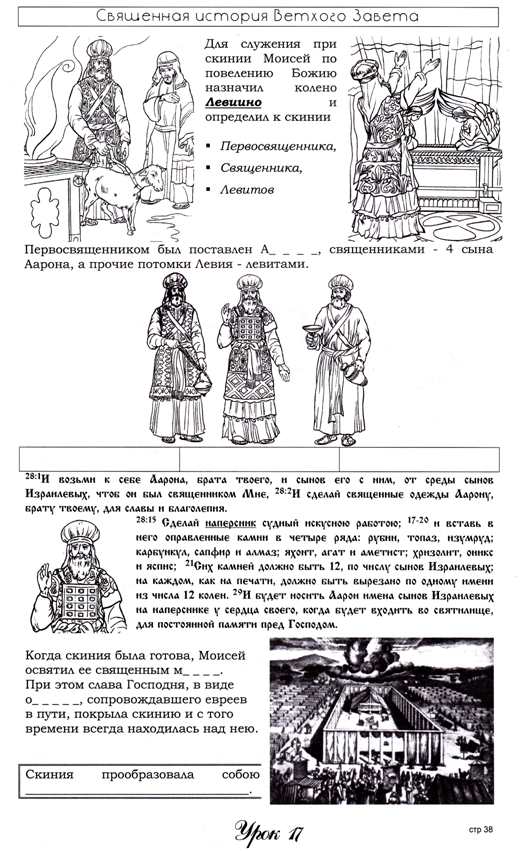 Священная история Ветхого Завета
Для служения при
скинии Моисей по
повелению Божию
назначил колено
Левиино и
определил к скинии
▪ Первосвященника,
▪ Священника,
▪ Левитов
Первосвященником был поставлен А_ _ _ _, священниками - 4 сына
Аарона, а прочие потомки Левия - левитами.
28:1И возьми к себе Аарона, брата твоего, и сынов его с ним, от среды сынов
Израилевых, чтоб он был священником Мне, 28:2И сделай священные одежды Аарону,
брату твоему, для славы и благолепия.
28:15 Сделай наперсник судный искусною работою; 17-20 и вставь в
него оправленные камни в четыре ряда: рубин, топаз, изумруд;
карбункул, сапфир и алмаз; яхонт, агат и аметист; хризолит, оникс
и яспис; 21Сих камней должно быть 12, по числу сынов Израилевых;
на каждом, как на печати, должно быть вырезано по одному имени
из числа 12 колен. 29И будет носить Аарон имена сынов Израилевых
на наперснике у сердца своего, когда будет входить во святилище,
для постоянной памяти пред Господом.
Когда скиния была готова, Моисей
освятил ее священным м_ _ _ _.
При этом слава Господня, в виде
о_ _ _ _ _, сопровождавшего евреев
в пути, покрыла скинию и с того
времени всегда находилась над нею.
Скиния прообразовала собою
____________________________.
Урок 17
стр 38